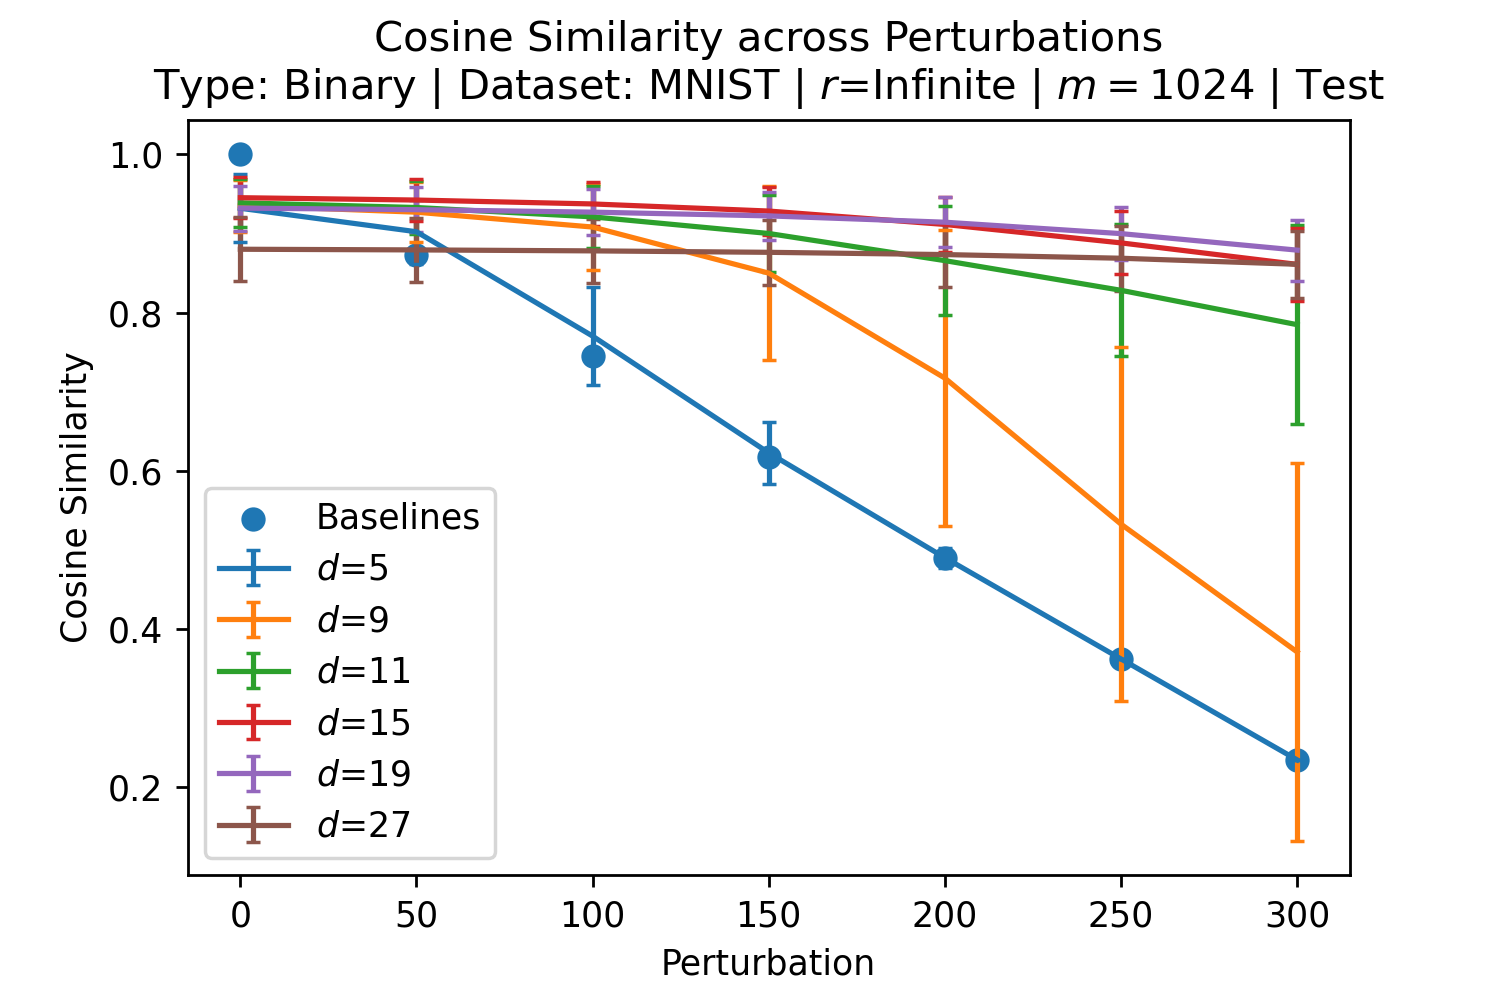 Cosine Similarity across Perturbations
Type: Binary | Dataset: MNIST | r=Infinite | m = 1024 | Test
Cosine Similarity
1.0
0.8
0.6
0.4
0.2
Baselines
d=5
d=9
d=11
d=15
d=19
d=27
0 50 100 150 200 250 300
Perturbation